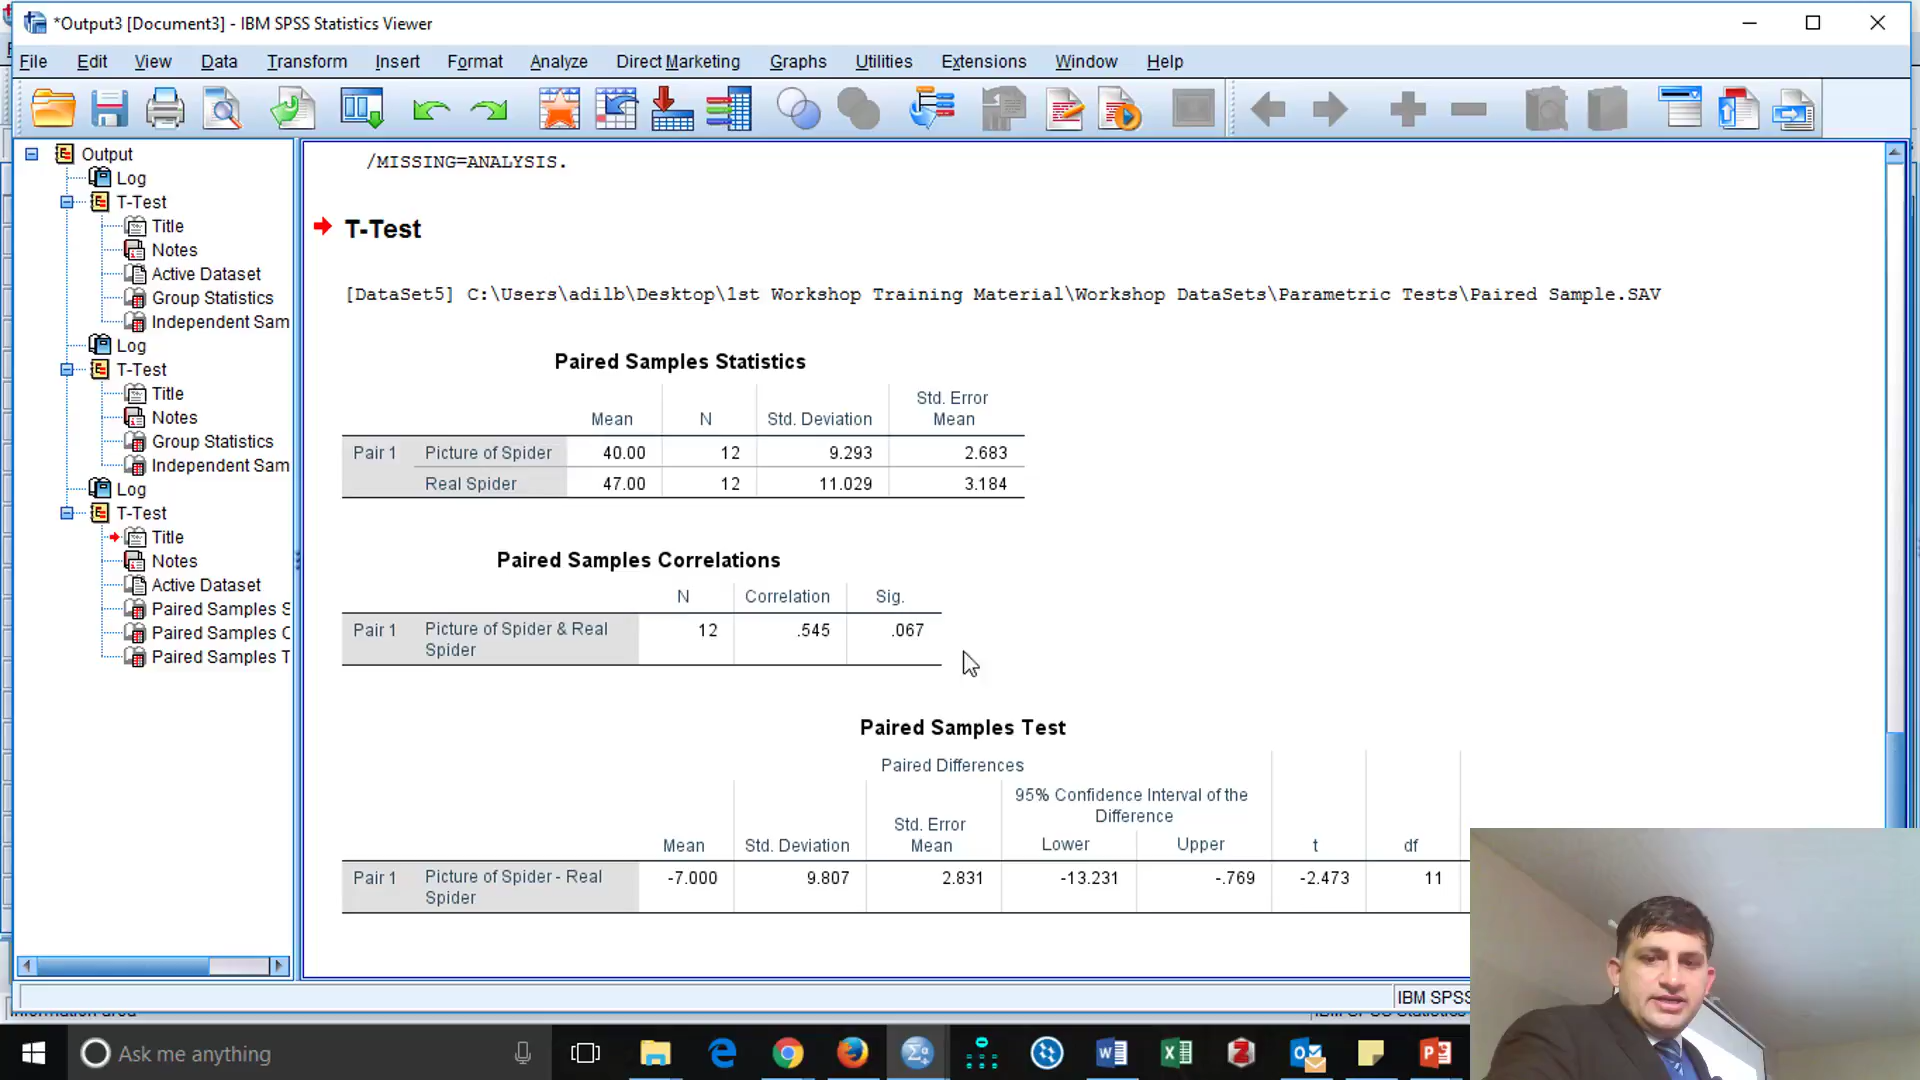 *Output3 [Document3] - IBM SPSS Statistics Viewer
File Edit View Data Transform Insert Format Analyze Direct Marketing Graphs Utilities Extensions Window Help
Output
Log
T-Test
Title
Notes
Active Dataset
Group Statistics
Independent Sam
Log
T-Test
Title
Notes
Group Statistics
Independent Sam
Log
T-Test
Title
Notes
Active Dataset
Paired Samples S
Paired Samples C
Paired Samples T
/MISSING=ANALYSIS.
T-Test
[DataSet5] C:\Users\adilb\Desktop\1st Workshop Training Material\Workshop DataSets\Parametric Tests\Paired Sample.SAV
Paired Samples Statistics
Mean N Std. Deviation Std. Error Mean
Pair 1 Picture of Spider 40.00 12 9.293 2.683
Real Spider 47.00 12 11.029 3.184
Paired Samples Correlations
N Correlation Sig.
Pair 1 Picture of Spider & Real Spider 12 .545 .067
Paired Samples Test
Paired Differences
95% Confidence Interval of the Difference
Mean Std. Deviation Std. Error Mean Lower Upper t df
Pair 1 Picture of Spider - Real Spider -7.000 9.807 2.831 -13.231 -.769 -2.473 11
IBM SPSS
Ask me anything